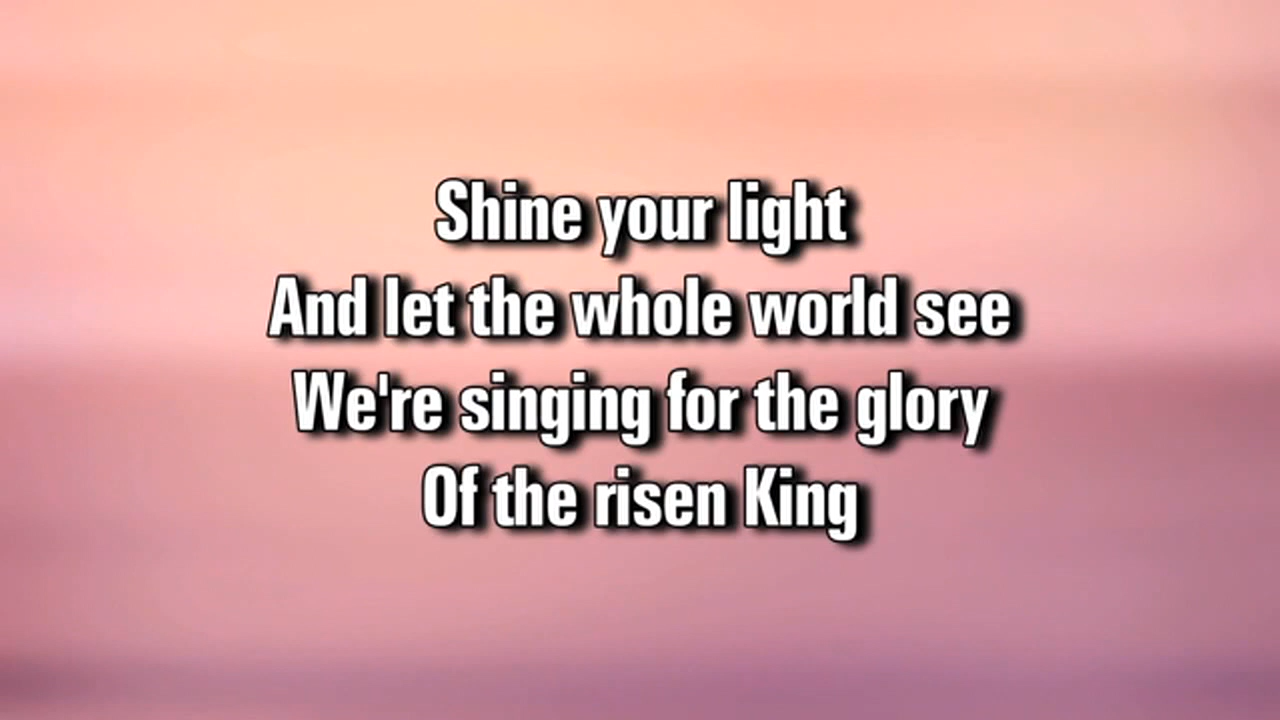 Shine your light
And let the whole world see
We're singing for the glory
Of the risen King